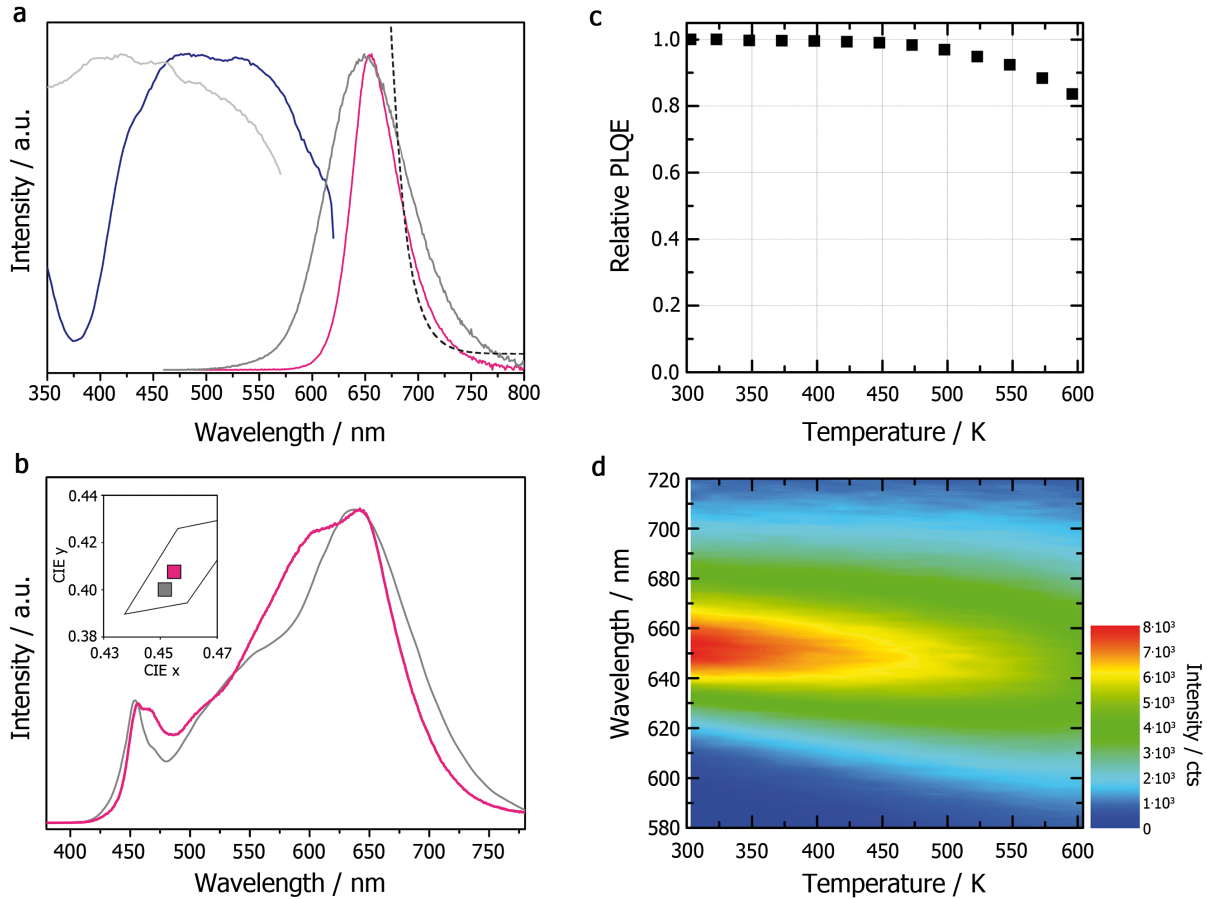 a
Intensity / a.u.
350 400 450 500 550 600 650 700 750 800
Wavelength / nm
b
Intensity / a.u.
0.44
0.42
0.40
0.38
CIE y
0.43 0.45 0.47
CIE x
400 450 500 550 600 650 700 750
Wavelength / nm
c
Relative PLQE
1.0
0.8
0.6
0.4
0.2
0.0
300 350 400 450 500 550 600
Temperature / K
d
Wavelength / nm
720
700
680
660
640
620
600
580
300 350 400 450 500 550 600
Temperature / K
8·10³
7·10³
6·10³
5·10³
4·10³
3·10³
2·10³
1·10³
0
Intensity / cts